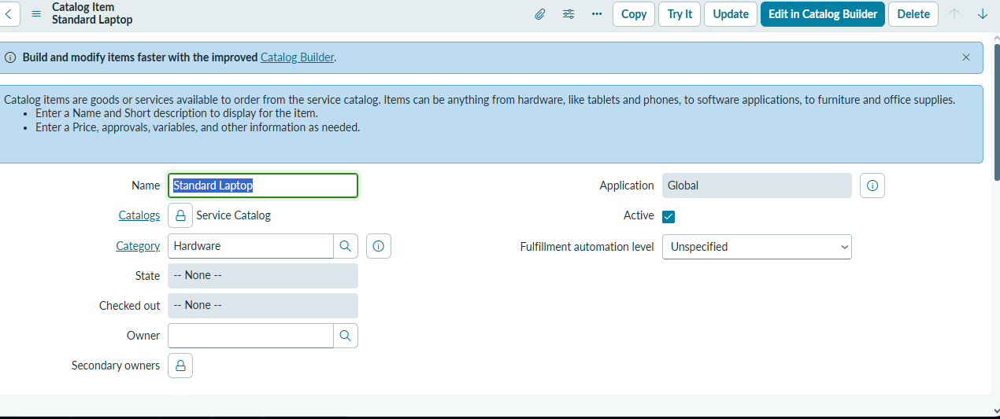 Catalog Item
Standard Laptop
Copy
Try It
Update
Edit in Catalog Builder
Delete
Build and modify items faster with the improved Catalog Builder.
Catalog items are goods or services available to order from the service catalog. Items can be anything from hardware, like tablets and phones, to software applications, to furniture and office supplies.
• Enter a Name and Short description to display for the item.
• Enter a Price, approvals, variables, and other information as needed.
Name Standard Laptop
Application Global
Catalogs Service Catalog
Active
Category Hardware
Fulfillment automation level Unspecified
State -- None --
Checked out -- None --
Owner
Secondary owners